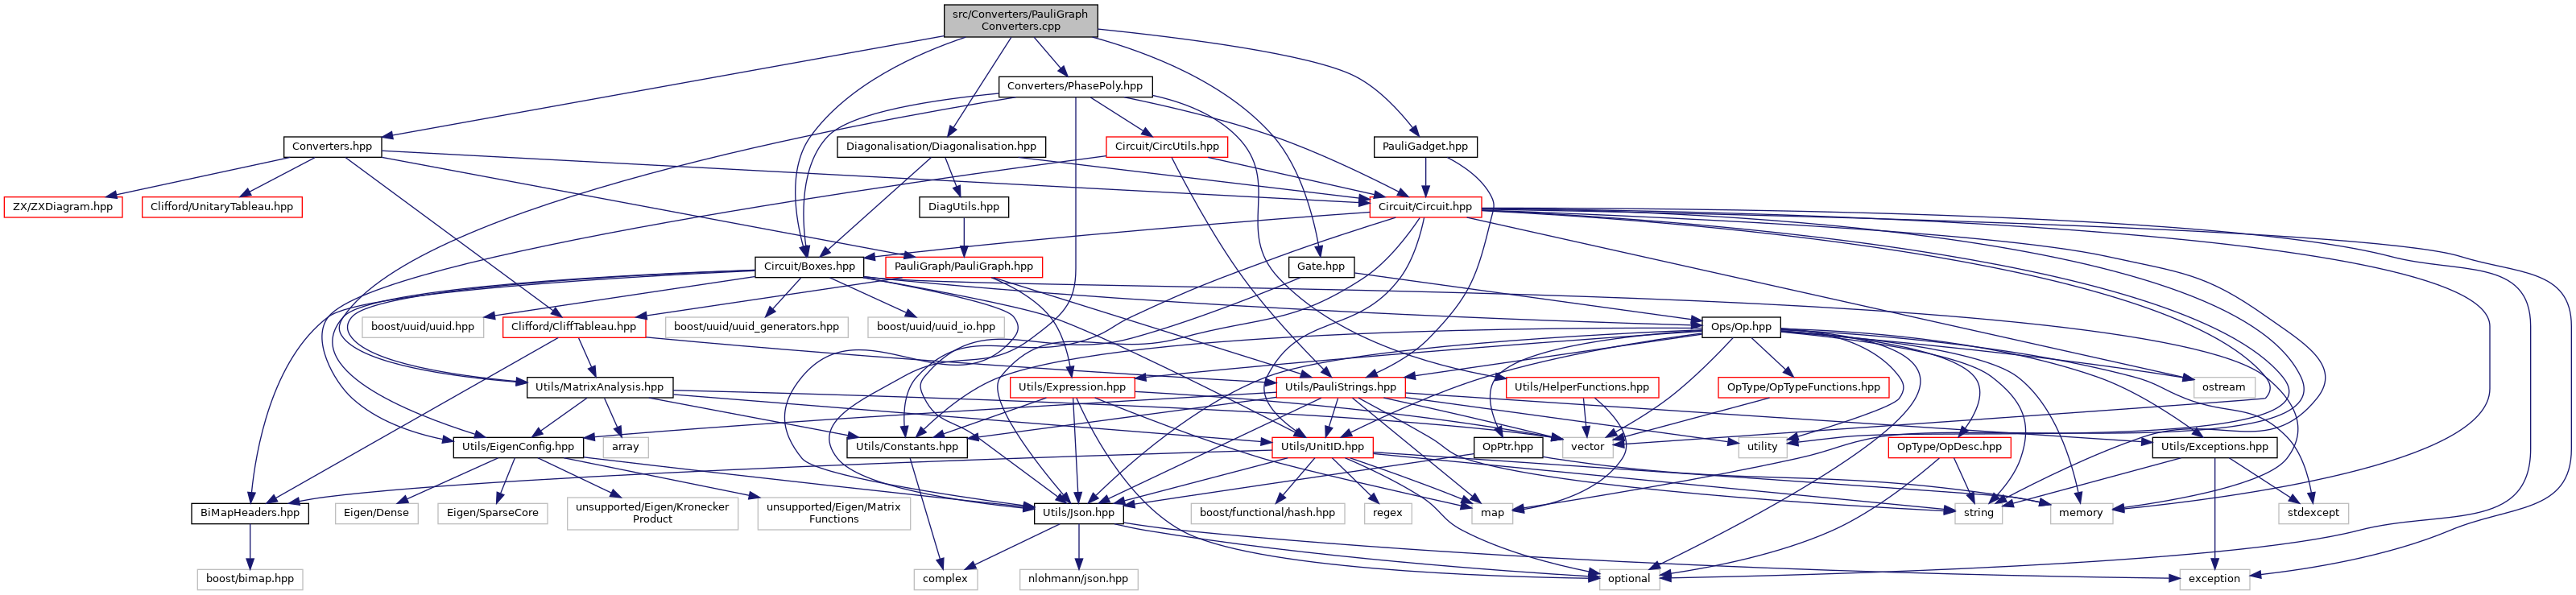 src/Converters/PauliGraph
Converters.cpp
Converters/PhasePoly.hpp
Converters.hpp
Diagonalisation/Diagonalisation.hpp
Circuit/CircUtils.hpp
PauliGadget.hpp
ZX/ZXDiagram.hpp
Clifford/UnitaryTableau.hpp
DiagUtils.hpp
Circuit/Circuit.hpp
Circuit/Boxes.hpp
PauliGraph/PauliGraph.hpp
Gate.hpp
boost/uuid/uuid.hpp
Clifford/CliffTableau.hpp
boost/uuid/uuid_generators.hpp
boost/uuid/uuid_io.hpp
Ops/Op.hpp
Utils/MatrixAnalysis.hpp
Utils/Expression.hpp
Utils/PauliStrings.hpp
Utils/HelperFunctions.hpp
OpType/OpTypeFunctions.hpp
ostream
Utils/EigenConfig.hpp
array
Utils/Constants.hpp
Utils/UnitID.hpp
OpPtr.hpp
vector
utility
OpType/OpDesc.hpp
Utils/Exceptions.hpp
BiMapHeaders.hpp
Eigen/Dense
Eigen/SparseCore
unsupported/Eigen/Kronecker
Product
unsupported/Eigen/Matrix
Functions
Utils/Json.hpp
boost/functional/hash.hpp
regex
map
string
memory
stdexcept
boost/bimap.hpp
complex
nlohmann/json.hpp
optional
exception